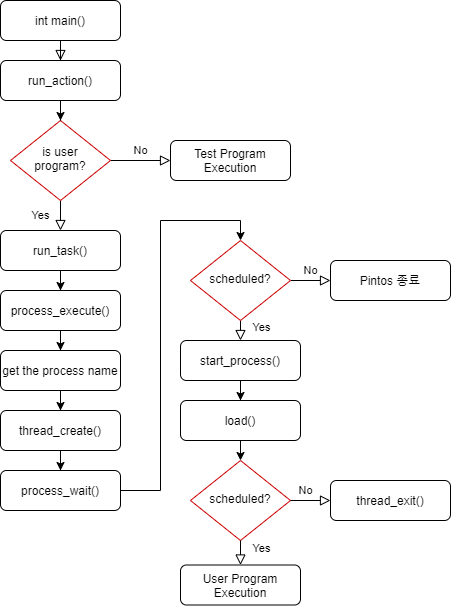 int main()
run_action()
is user
program?
No
Test Program
Execution
Yes
run_task()
process_execute()
get the process name
thread_create()
process_wait()
scheduled?
No
Pintos 종료
Yes
start_process()
load()
scheduled?
No
thread_exit()
Yes
User Program
Execution